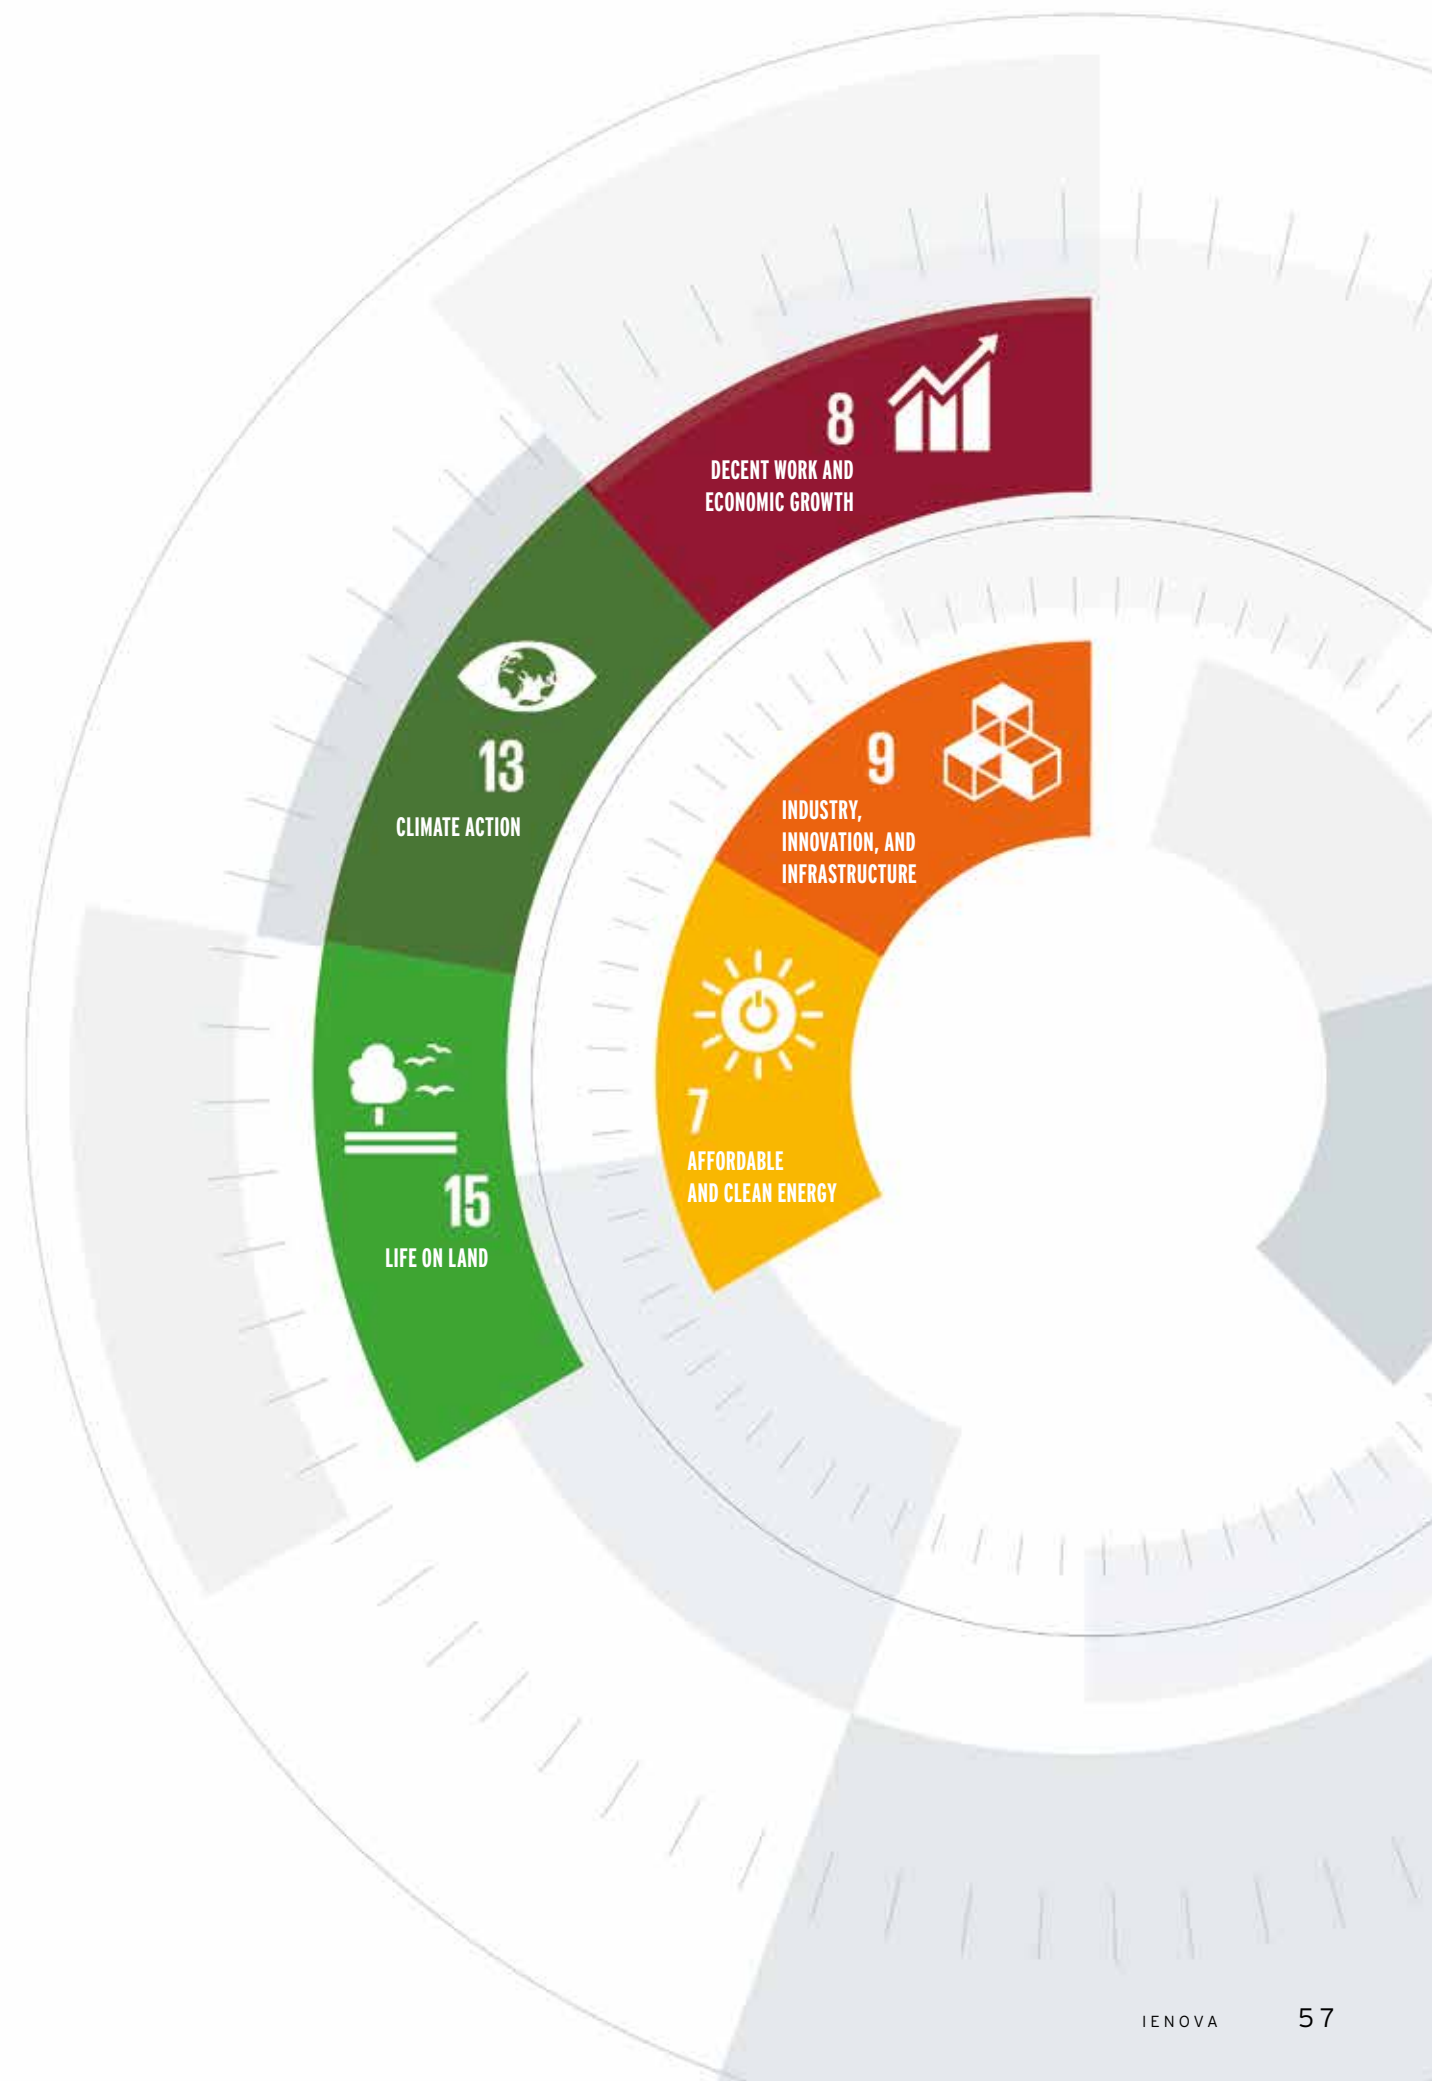 8
DECENT WORK AND
ECONOMIC GROWTH
13
CLIMATE ACTION
9
INDUSTRY,
INNOVATION, AND
INFRASTRUCTURE
7
AFFORDABLE
AND CLEAN ENERGY
15
LIFE ON LAND
IENOVA 57